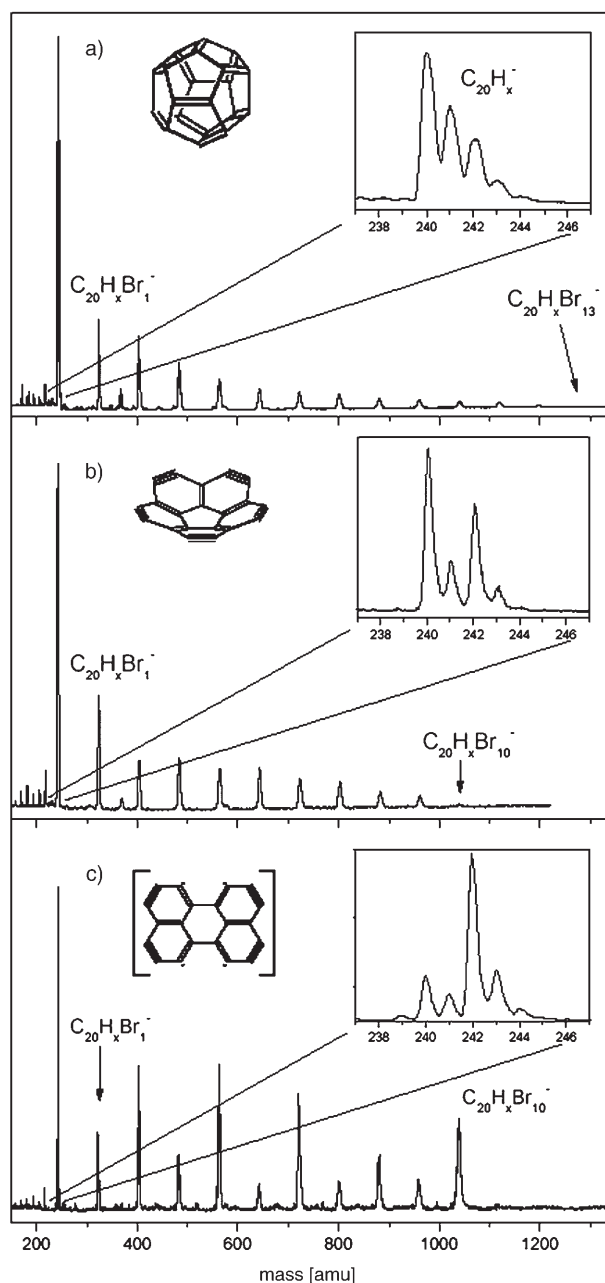 a)
C₂₀Hₓ⁻
238 240 242 244 246
C₂₀HₓBr₁⁻
C₂₀HₓBr₁₃⁻
b)
238 240 242 244 246
C₂₀HₓBr₁⁻
C₂₀HₓBr₁₀⁻
c)
238 240 242 244 246
C₂₀HₓBr₁⁻
C₂₀HₓBr₁₀⁻
200 400 600 800 1000 1200
mass [amu]